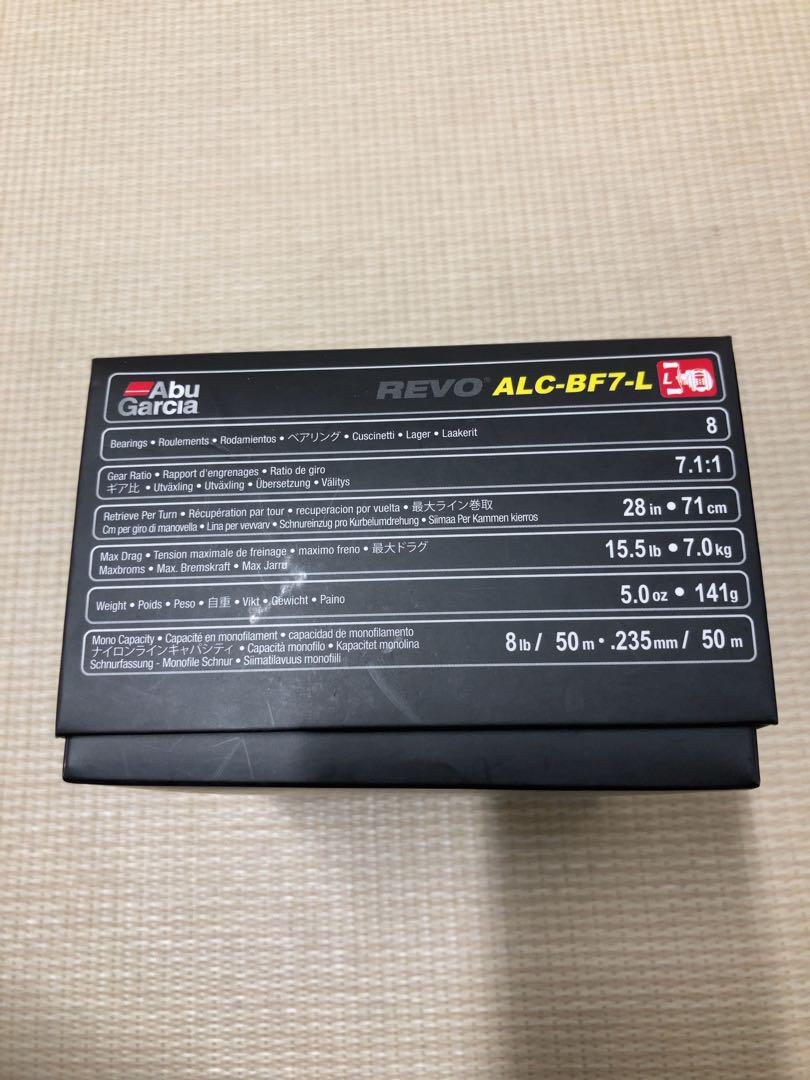 Abu
Garcia
REVO® ALC-BF7-L
L
Bearings • Roulements • Rodamientos • ベアリング • Cuscinetti • Lager • Laakerit
8
Gear Ratio • Rapport d'engrenages • Ratio de giro
ギア比 • Utväxling • Utväxling • Übersetzung • Välitys
7.1:1
Retrieve Per Turn • Récupération par tour • recuperacion por vuelta • 最大ライン巻取
Cm per giro di manovella • Lina per vevvarv • Schnureinzug pro Kurbelumdrehung • Siimaa Per Kammen kierros
28 in • 71 cm
Max Drag • Tension maximale de freinage • maximo freno • 最大ドラグ
Maxbroms • Max. Bremskraft • Max Jarru
15.5 lb • 7.0 kg
Weight • Poids • Peso • 自重 • Vikt • Gewicht • Paino
5.0 oz • 141 g
Mono Capacity • Capacité en monofilament • capacidad de monofilamento
ナイロンラインキャパシティ • Capacità monofilo • Kapacitet monolina
Schnurfassung - Monofile Schnur • Siimatilavuus monofiili
8 lb / 50 m • .235 mm / 50 m